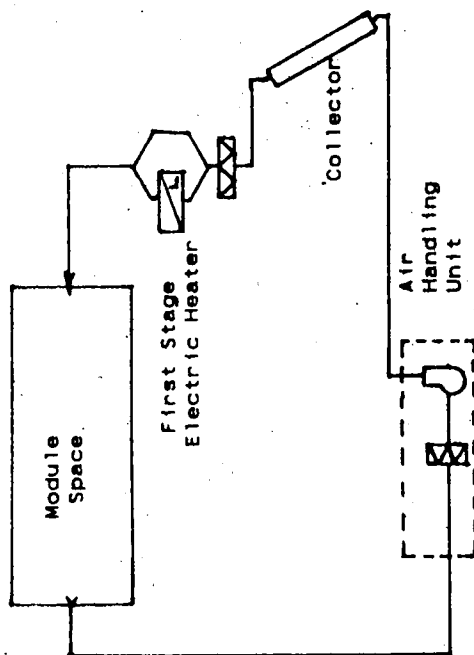 Module
Space
First Stage
Electric Heater
Collector
Air
Handling
Unit